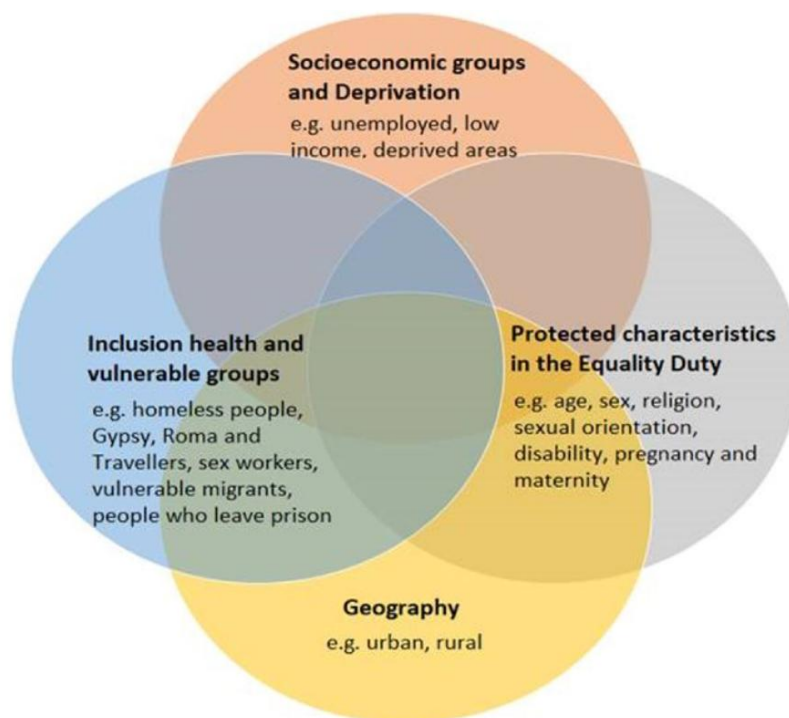 Socioeconomic groups
and Deprivation
e.g. unemployed, low
income, deprived areas
Inclusion health and
vulnerable groups
e.g. homeless people,
Gypsy, Roma and
Travellers, sex workers,
vulnerable migrants,
people who leave prison
Protected characteristics
in the Equality Duty
e.g. age, sex, religion,
sexual orientation,
disability, pregnancy and
maternity
Geography
e.g. urban, rural